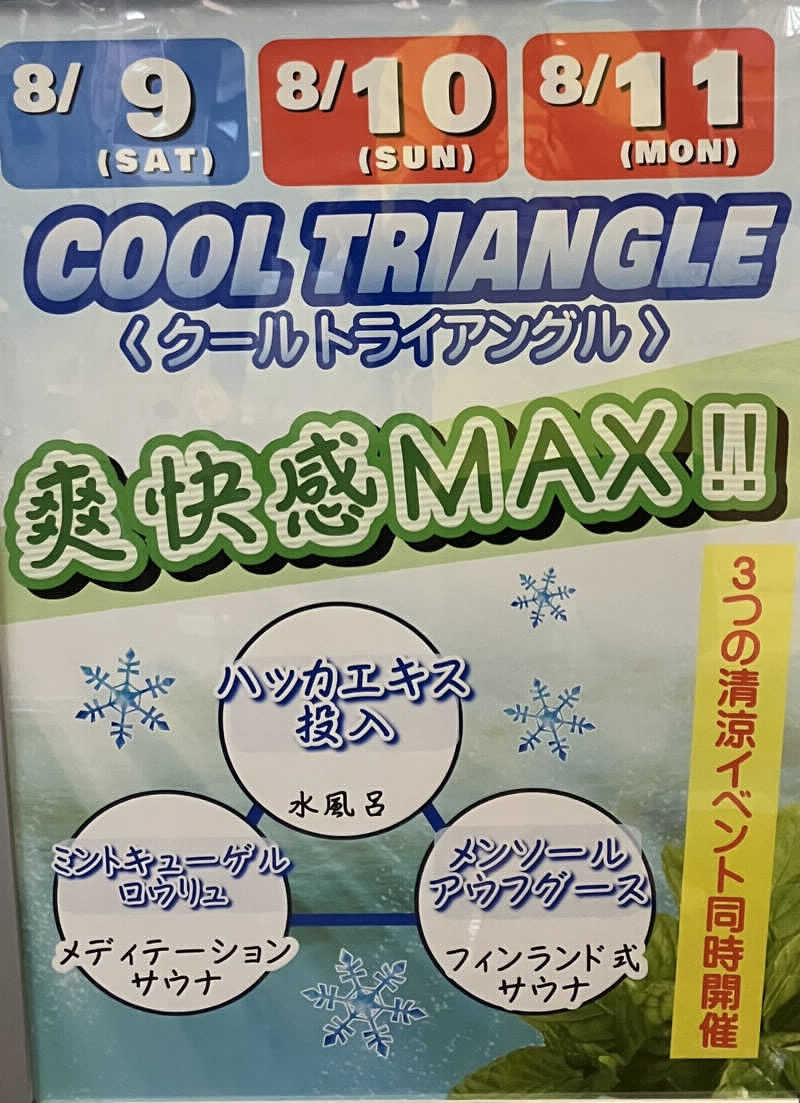 8/9
(SAT)
8/10
(SUN)
8/11
(MON)
COOL TRIANGLE
〈クールトライアングル〉
爽快感MAX!!
3つの清涼イベント同時開催
ハッカエキス
投入
水風呂
ミントキューゲル
ロウリュ
メディテーション
サウナ
メンソール
アウフグース
フィンランド式
サウナ